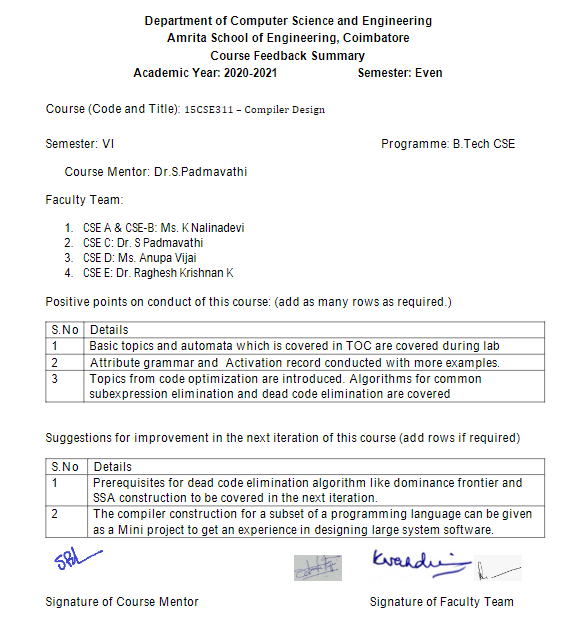 Department of Computer Science and Engineering
Amrita School of Engineering, Coimbatore
Course Feedback Summary
Academic Year: 2020-2021 Semester: Even
Course (Code and Title): 15CSE311 – Compiler Design
Semester: VI Programme: B.Tech CSE
Course Mentor: Dr.S.Padmavathi
Faculty Team:
1. CSE A & CSE-B: Ms. K Nalinadevi
2. CSE C: Dr. S Padmavathi
3. CSE D: Ms. Anupa Vijai
4. CSE E: Dr. Raghesh Krishnan K
Positive points on conduct of this course: (add as many rows as required.)
S.No Details
1 Basic topics and automata which is covered in TOC are covered during lab
2 Attribute grammar and Activation record conducted with more examples.
3 Topics from code optimization are introduced. Algorithms for common
subexpression elimination and dead code elimination are covered
Suggestions for improvement in the next iteration of this course (add rows if required)
S.No Details
1 Prerequisites for dead code elimination algorithm like dominance frontier and
SSA construction to be covered in the next iteration.
2 The compiler construction for a subset of a programming language can be given
as a Mini project to get an experience in designing large system software.
Signature of Course Mentor Signature of Faculty Team